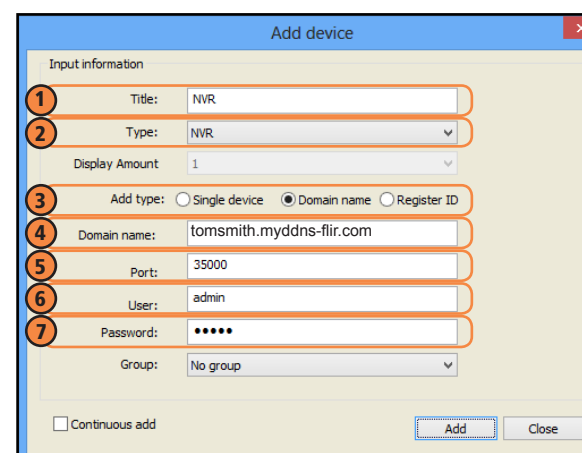 Add device
Input information
1 Title: NVR
2 Type: NVR
Display Amount 1
3 Add type: Single device Domain name Register ID
4 Domain name: tomsmith.myddns-flir.com
5 Port: 35000
6 User: admin
7 Password: •••••
Group: No group
Continuous add Add Close